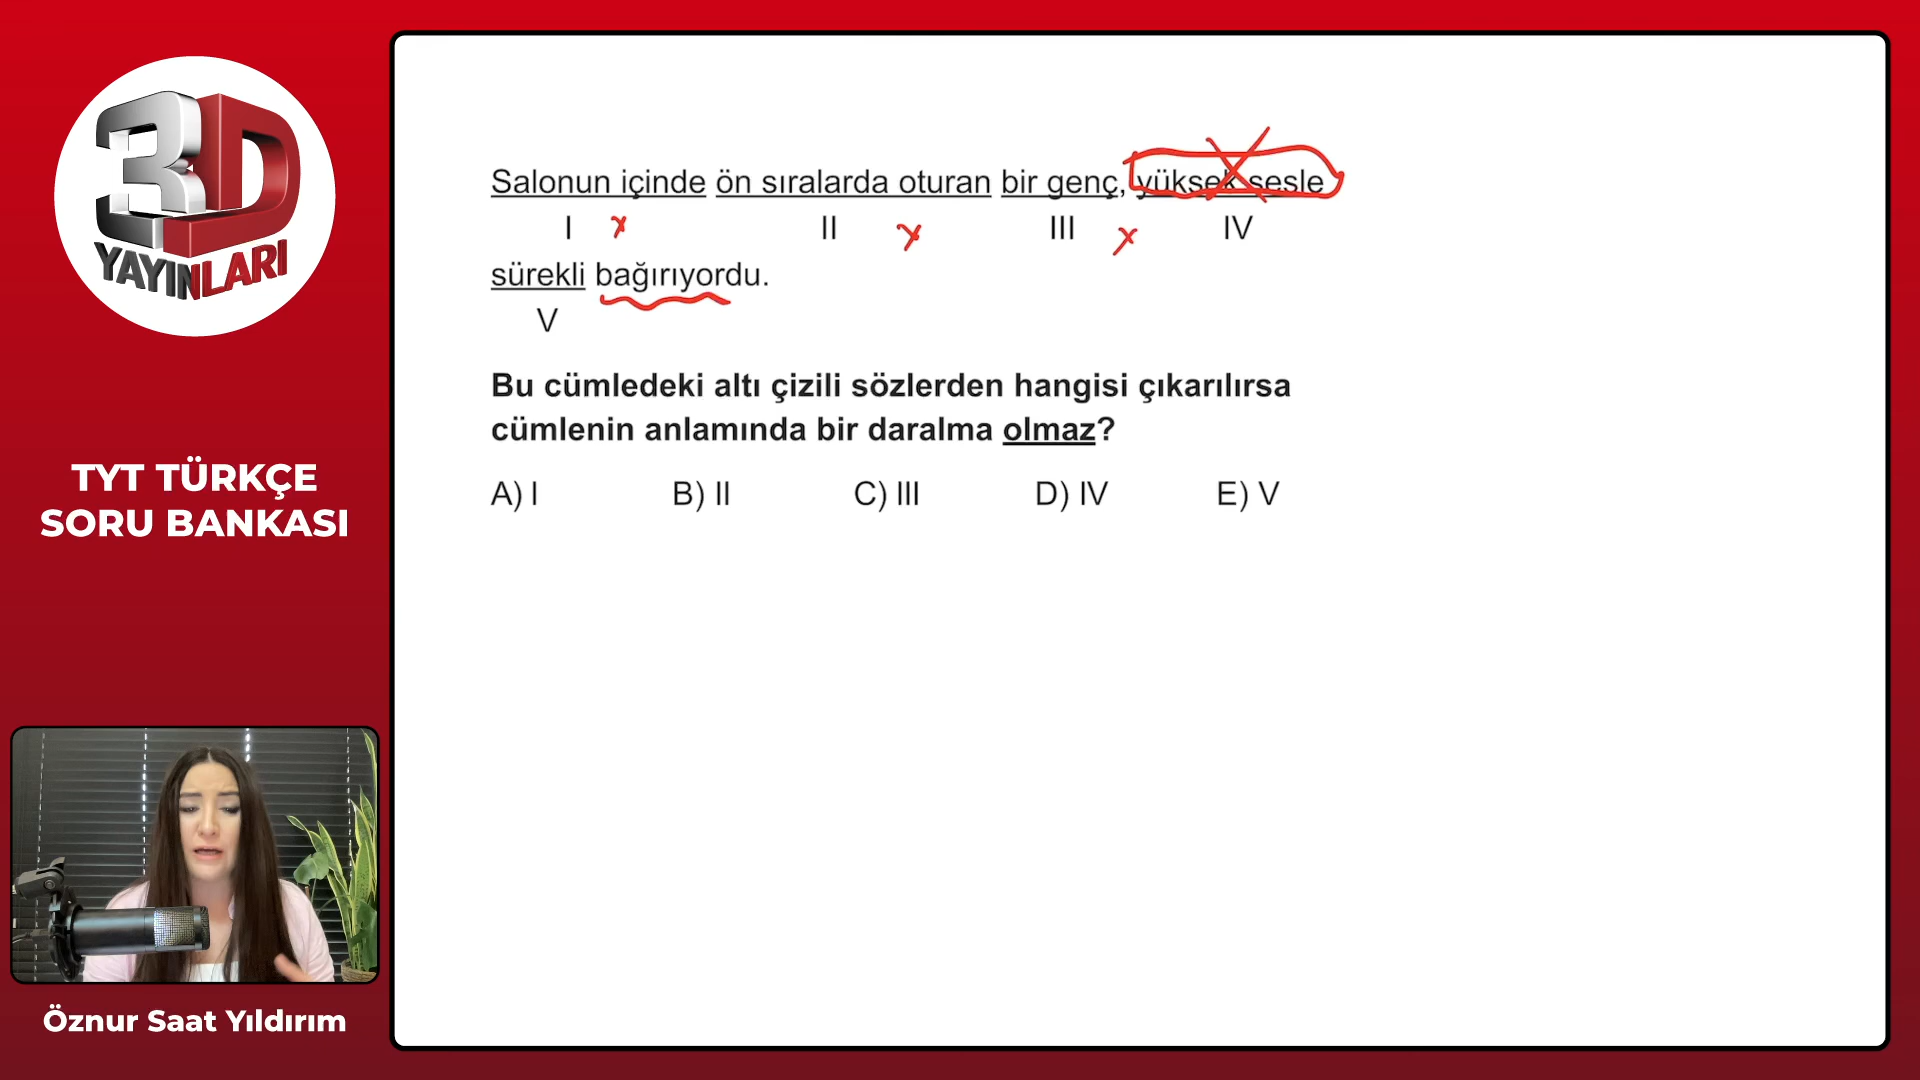 3D
YAYINLARI
TYT TÜRKÇE
SORU BANKASI
Öznur Saat Yıldırım
Salonun içinde ön sıralarda oturan bir genç, yüksek sesle
I x II x III x IV
sürekli bağırıyordu.
V
Bu cümledeki altı çizili sözlerden hangisi çıkarılırsa
cümlenin anlamında bir daralma olmaz?
A) I B) II C) III D) IV E) V